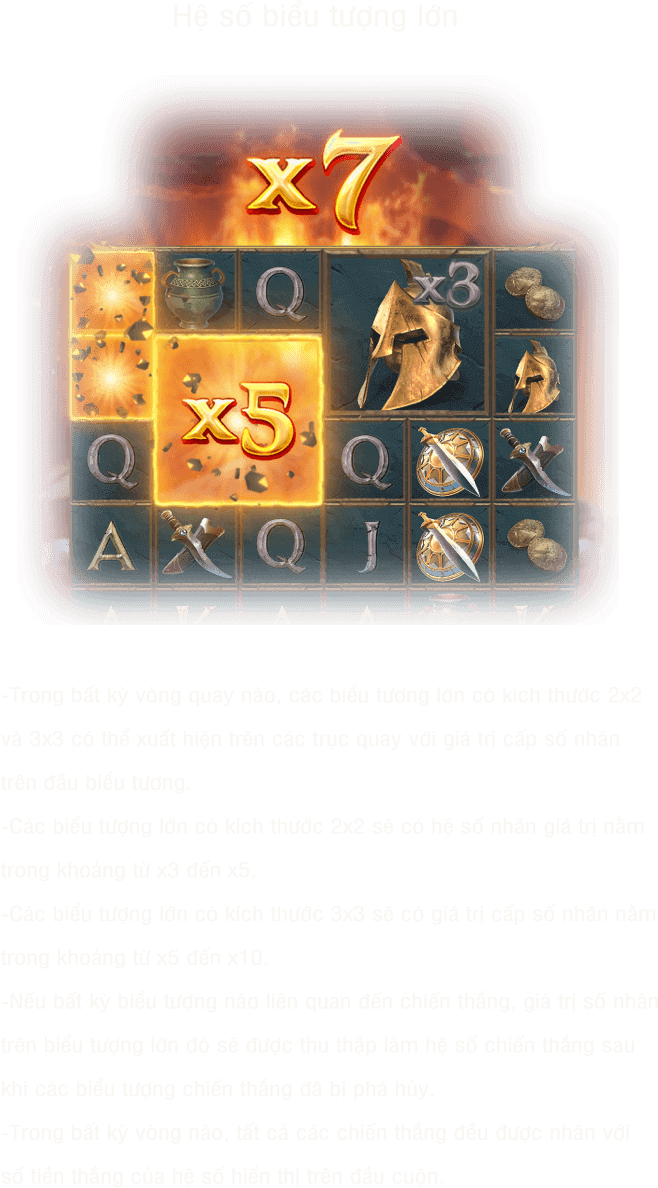 Hệ số biểu tượng lớn
x7
Q
x3
x5
Q
Q
A
Q
J
A K A A K
-Trong bất kỳ vòng quay nào, các biểu tượng lớn có kích thước 2x2
và 3x3 có thể xuất hiện trên các trục quay với giá trị cấp số nhân
trên đầu biểu tượng.
-Các biểu tượng lớn có kích thước 2x2 sẽ có hệ số nhân giá trị nằm
trong khoảng từ x3 đến x5.
-Các biểu tượng lớn có kích thước 3x3 sẽ có giá trị cấp số nhân nằm
trong khoảng từ x5 đến x10.
-Nếu bất kỳ biểu tượng nào liên quan đến chiến thắng, giá trị số nhân
trên biểu tượng lớn đó sẽ được thu thập làm hệ số chiến thắng sau
khi các biểu tượng chiến thắng đã bị phá hủy.
-Trong bất kỳ vòng nào, tất cả các chiến thắng đều được nhân với
số tiền thắng của hệ số hiển thị trên đầu cuộn.